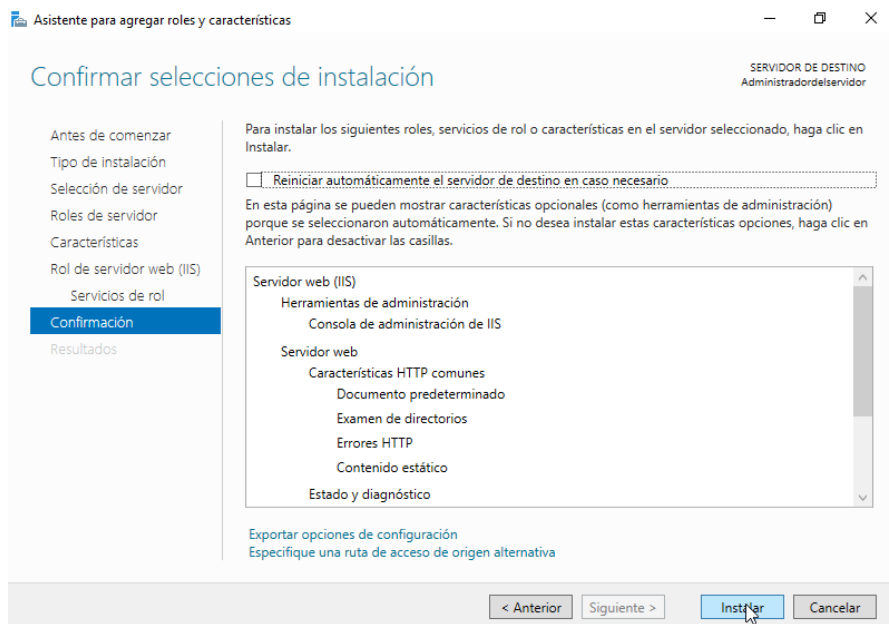 Asistente para agregar roles y características
Confirmar selecciones de instalación
SERVIDOR DE DESTINO
Administradordelservidor
Antes de comenzar
Tipo de instalación
Selección de servidor
Roles de servidor
Características
Rol de servidor web (IIS)
Servicios de rol
Confirmación
Resultados
Para instalar los siguientes roles, servicios de rol o características en el servidor seleccionado, haga clic en
Instalar.
Reiniciar automáticamente el servidor de destino en caso necesario
En esta página se pueden mostrar características opcionales (como herramientas de administración)
porque se seleccionaron automáticamente. Si no desea instalar estas características opciones, haga clic en
Anterior para desactivar las casillas.
Servidor web (IIS)
Herramientas de administración
Consola de administración de IIS
Servidor web
Características HTTP comunes
Documento predeterminado
Examen de directorios
Errores HTTP
Contenido estático
Estado y diagnóstico
Exportar opciones de configuración
Especifique una ruta de acceso de origen alternativa
< Anterior
Siguiente >
Instalar
Cancelar